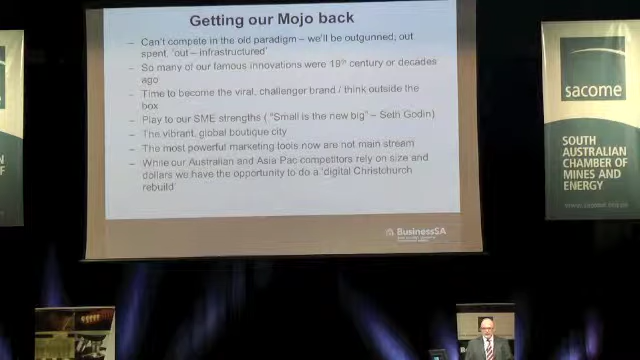 Getting our Mojo back
– Can't compete in the old paradigm – we'll be outgunned, out
spent, 'out – infrastructured'
– So many of our famous innovations were 19th century or decades
ago
– Time to become the viral, challenger brand / think outside the
box
– Play to our SME strengths ( "Small is the new big" – Seth Godin)
– The vibrant, global boutique city
– The most powerful marketing tools now are not main stream
– While our Australian and Asia Pac competitors rely on size and
dollars we have the opportunity to do a 'digital Christchurch
rebuild'
BusinessSA
sacome
SOUTH
AUSTRALIAN
CHAMBER OF
MINES AND
ENERGY